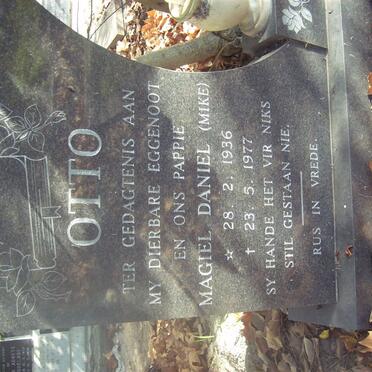 OTTO
TER GEDAGTENIS AAN
MY DIERBARE EGGENOOT
EN ONS PAPPIE
MAGIEL DANIEL (MIKE)
★ 28. 2. 1936
† 23. 5. 1977
SY HANDE HET VIR NIKS
STIL GESTAAN NIE.
RUS IN VREDE.